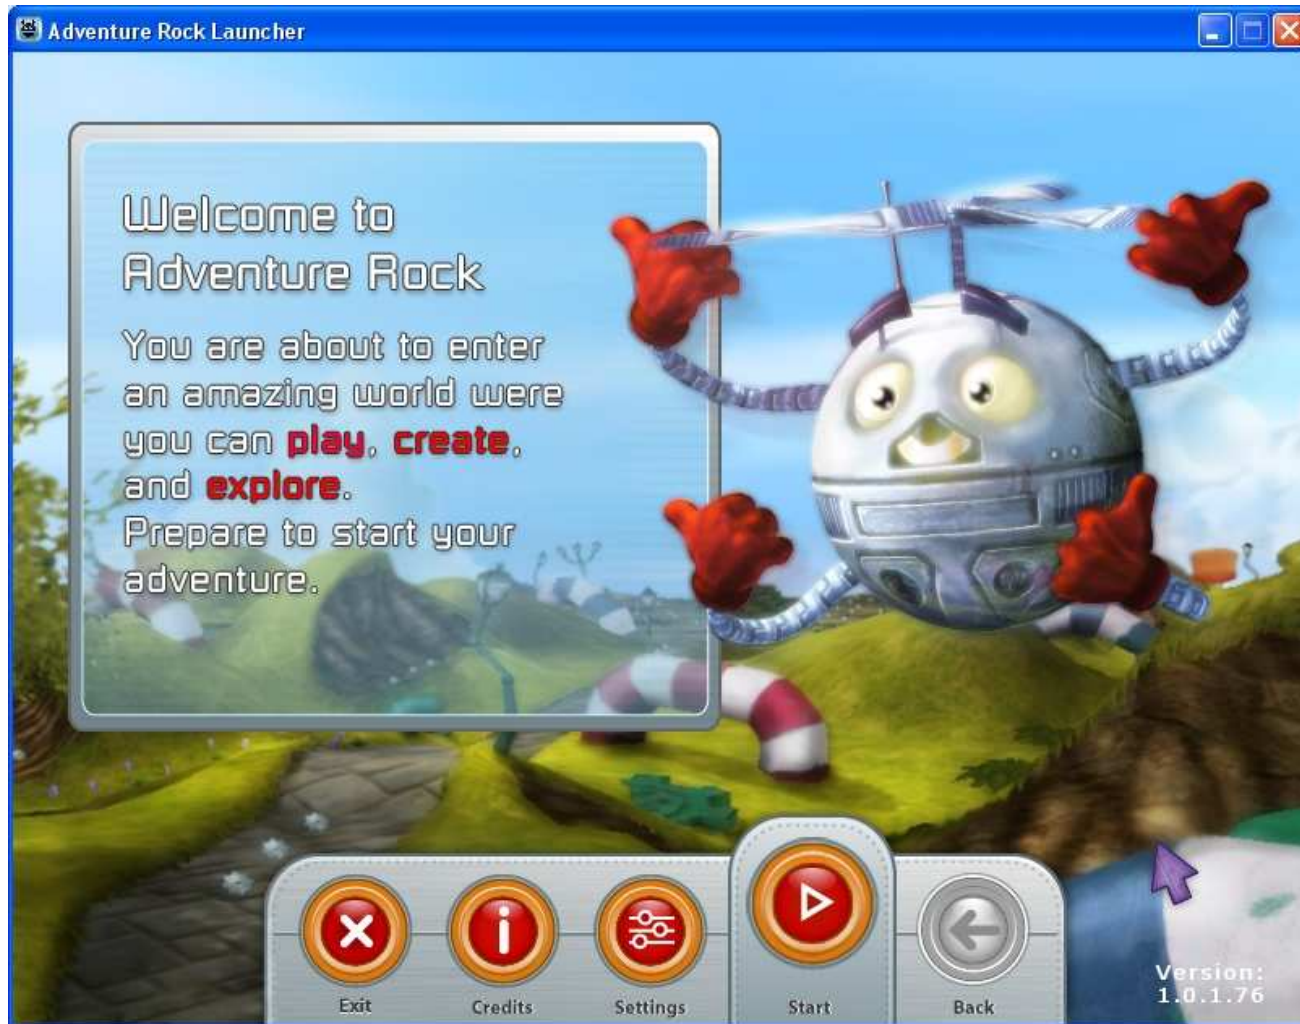 Adventure Rock Launcher
Welcome to
Adventure Rock
You are about to enter
an amazing world were
you can play, create,
and explore.
Prepare to start your
adventure.
Exit
Credits
Settings
Start
Back
Version:
1.0.1.76